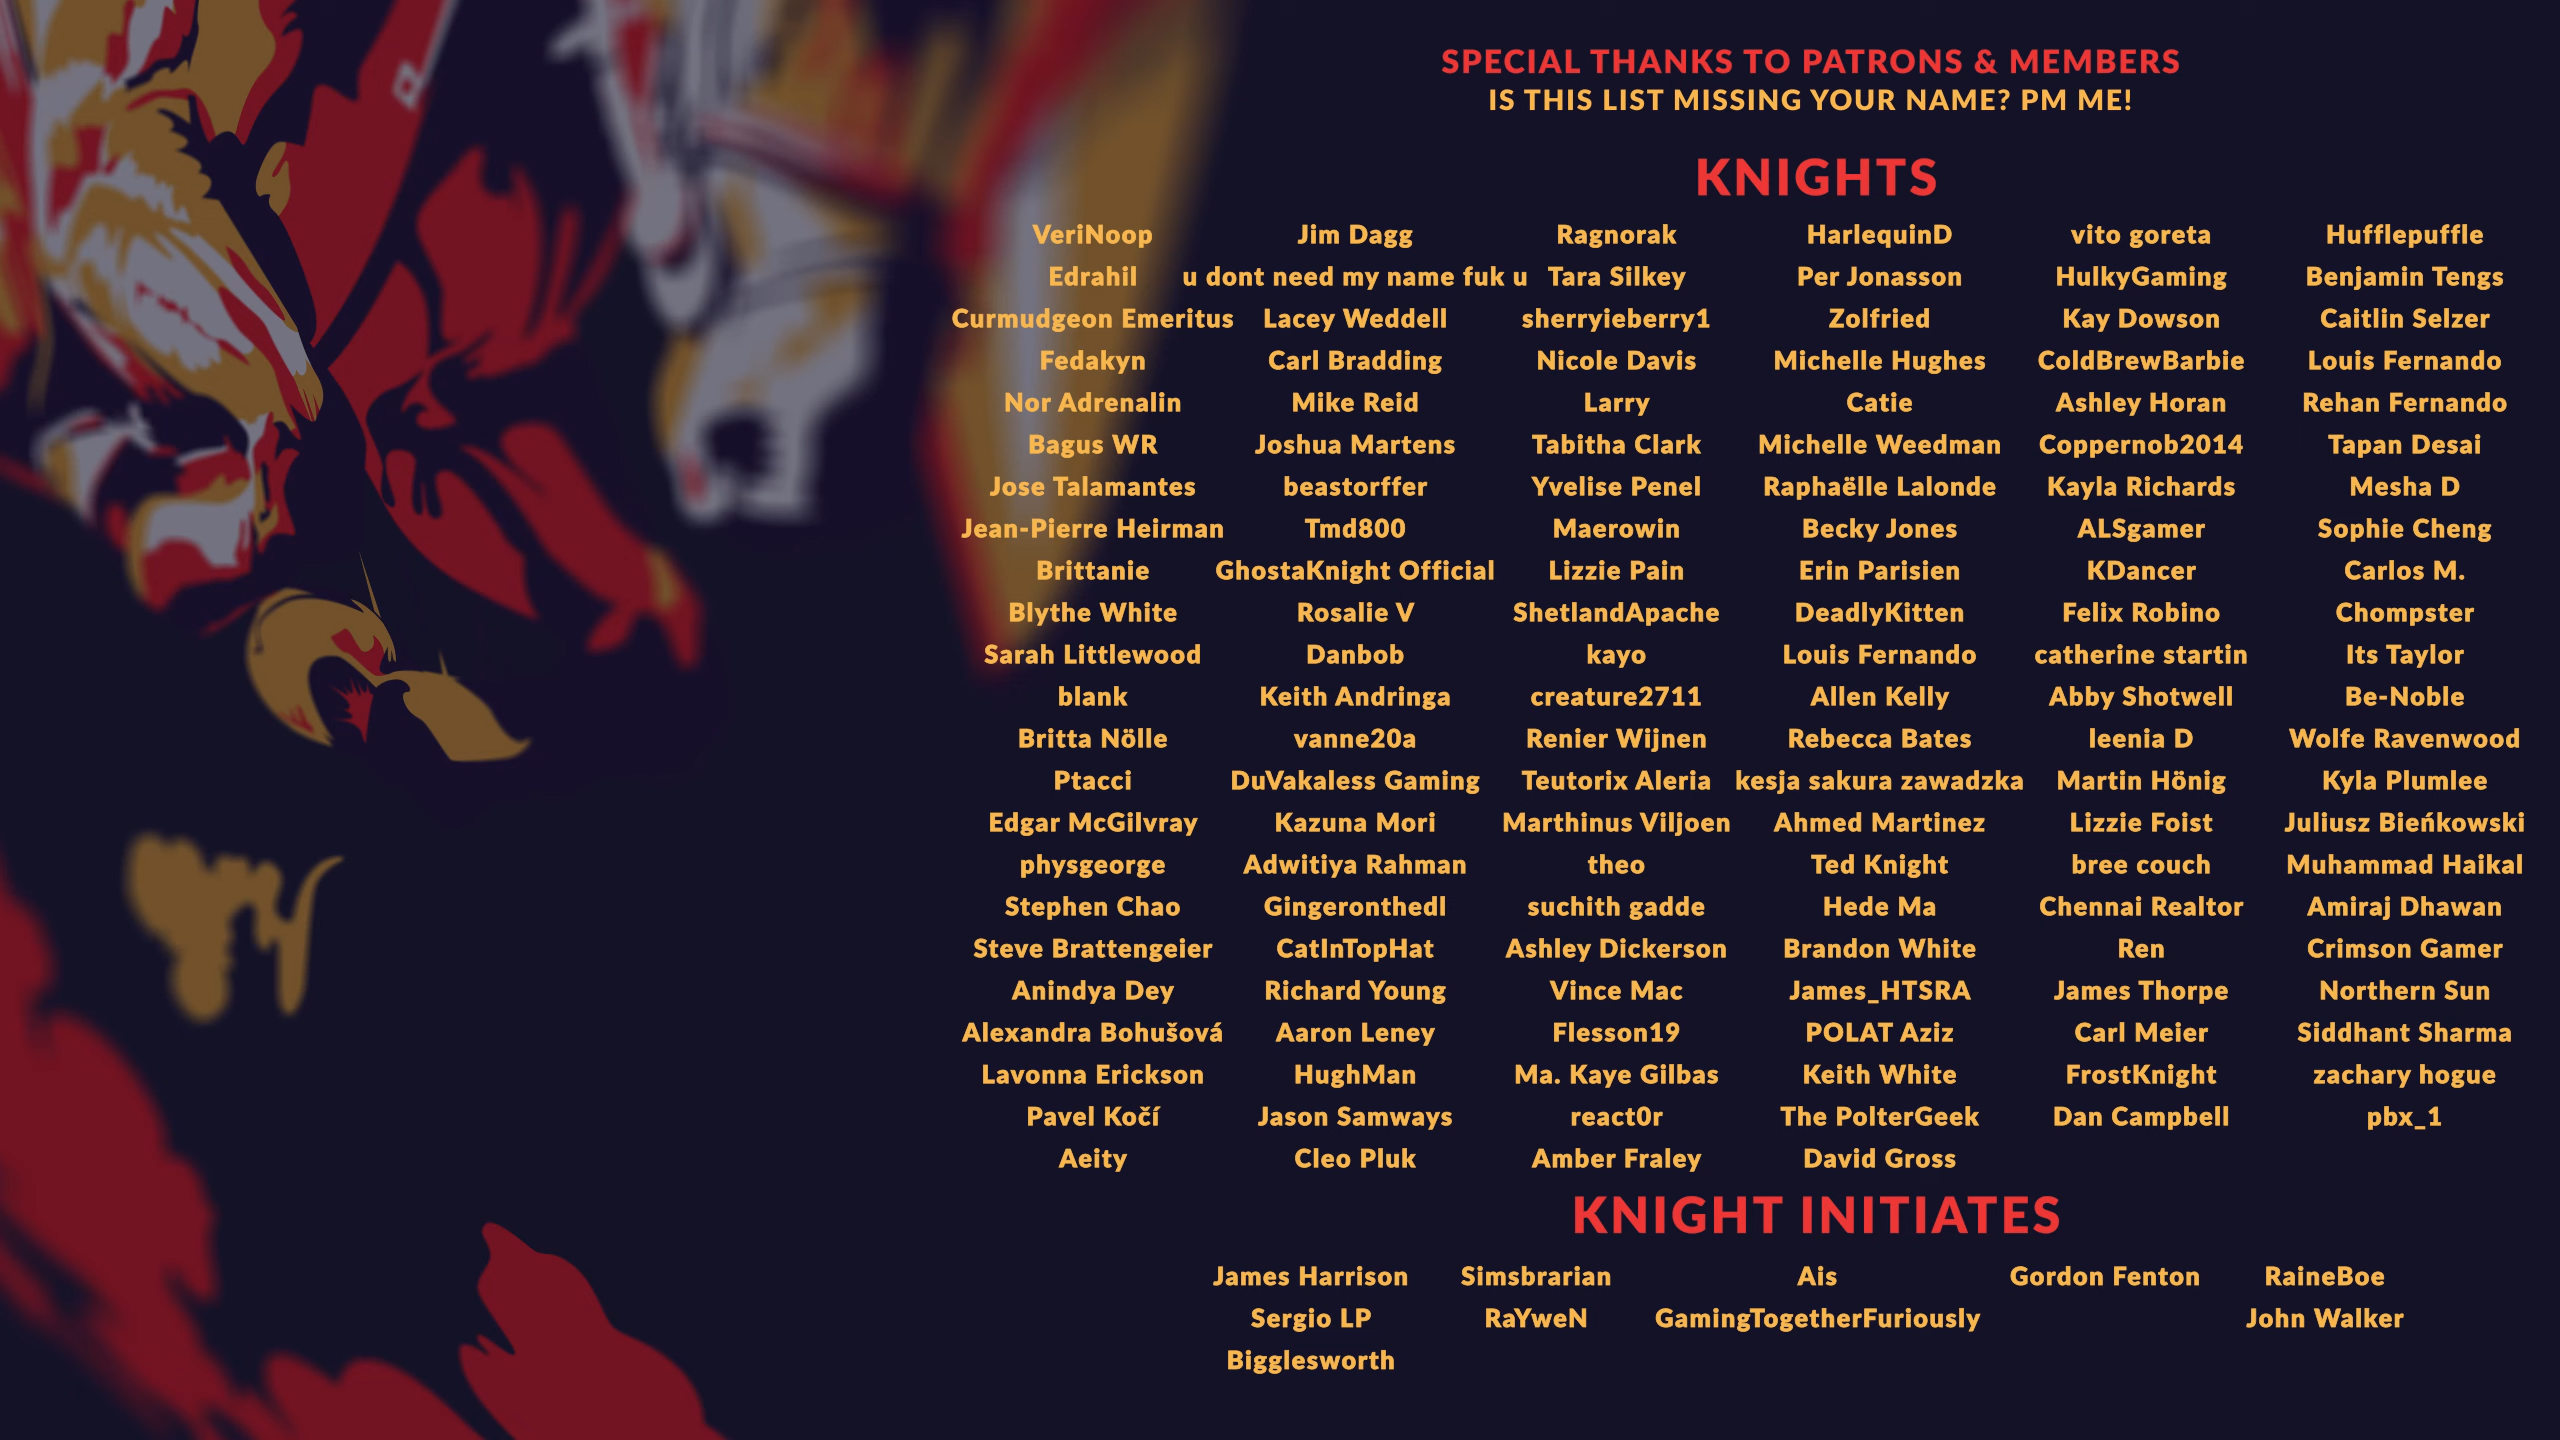 SPECIAL THANKS TO PATRONS & MEMBERS
IS THIS LIST MISSING YOUR NAME? PM ME!
KNIGHTS
VeriNoop Jim Dagg Ragnorak HarlequinD vito goreta Hufflepuffle
Edrahil u dont need my name fuk u Tara Silkey Per Jonasson HulkyGaming Benjamin Tengs
Curmudgeon Emeritus Lacey Weddell sherryieberry1 Zolfried Kay Dowson Caitlin Selzer
Fedakyn Carl Bradding Nicole Davis Michelle Hughes ColdBrewBarbie Louis Fernando
Nor Adrenalin Mike Reid Larry Catie Ashley Horan Rehan Fernando
Bagus WR Joshua Martens Tabitha Clark Michelle Weedman Coppernob2014 Tapan Desai
Jose Talamantes beastorffer Yvelise Penel Raphaëlle Lalonde Kayla Richards Mesha D
Jean-Pierre Heirman Tmd800 Maerowin Becky Jones ALSgamer Sophie Cheng
Brittanie GhostaKnight Official Lizzie Pain Erin Parisien KDancer Carlos M.
Blythe White Rosalie V ShetlandApache DeadlyKitten Felix Robino Chompster
Sarah Littlewood Danbob kayo Louis Fernando catherine startin Its Taylor
blank Keith Andringa creature2711 Allen Kelly Abby Shotwell Be-Noble
Britta Nölle vanne20a Renier Wijnen Rebecca Bates leenia D Wolfe Ravenwood
Ptacci DuVakaless Gaming Teutorix Aleria kesja sakura zawadzka Martin Hönig Kyla Plumlee
Edgar McGilvray Kazuna Mori Marthinus Viljoen Ahmed Martinez Lizzie Foist Juliusz Bieńkowski
physgeorge Adwitiya Rahman theo Ted Knight bree couch Muhammad Haikal
Stephen Chao Gingeronthedl suchith gadde Hede Ma Chennai Realtor Amiraj Dhawan
Steve Brattengeier CatInTopHat Ashley Dickerson Brandon White Ren Crimson Gamer
Anindya Dey Richard Young Vince Mac James_HTSRA James Thorpe Northern Sun
Alexandra Bohušová Aaron Leney Flesson19 POLAT Aziz Carl Meier Siddhant Sharma
Lavonna Erickson HughMan Ma. Kaye Gilbas Keith White FrostKnight zachary hogue
Pavel Kočí Jason Samways react0r The PolterGeek Dan Campbell pbx_1
Aeity Cleo Pluk Amber Fraley David Gross
KNIGHT INITIATES
James Harrison Simsbrarian Ais Gordon Fenton RaineBoe
Sergio LP RaYweN GamingTogetherFuriously John Walker
Bigglesworth